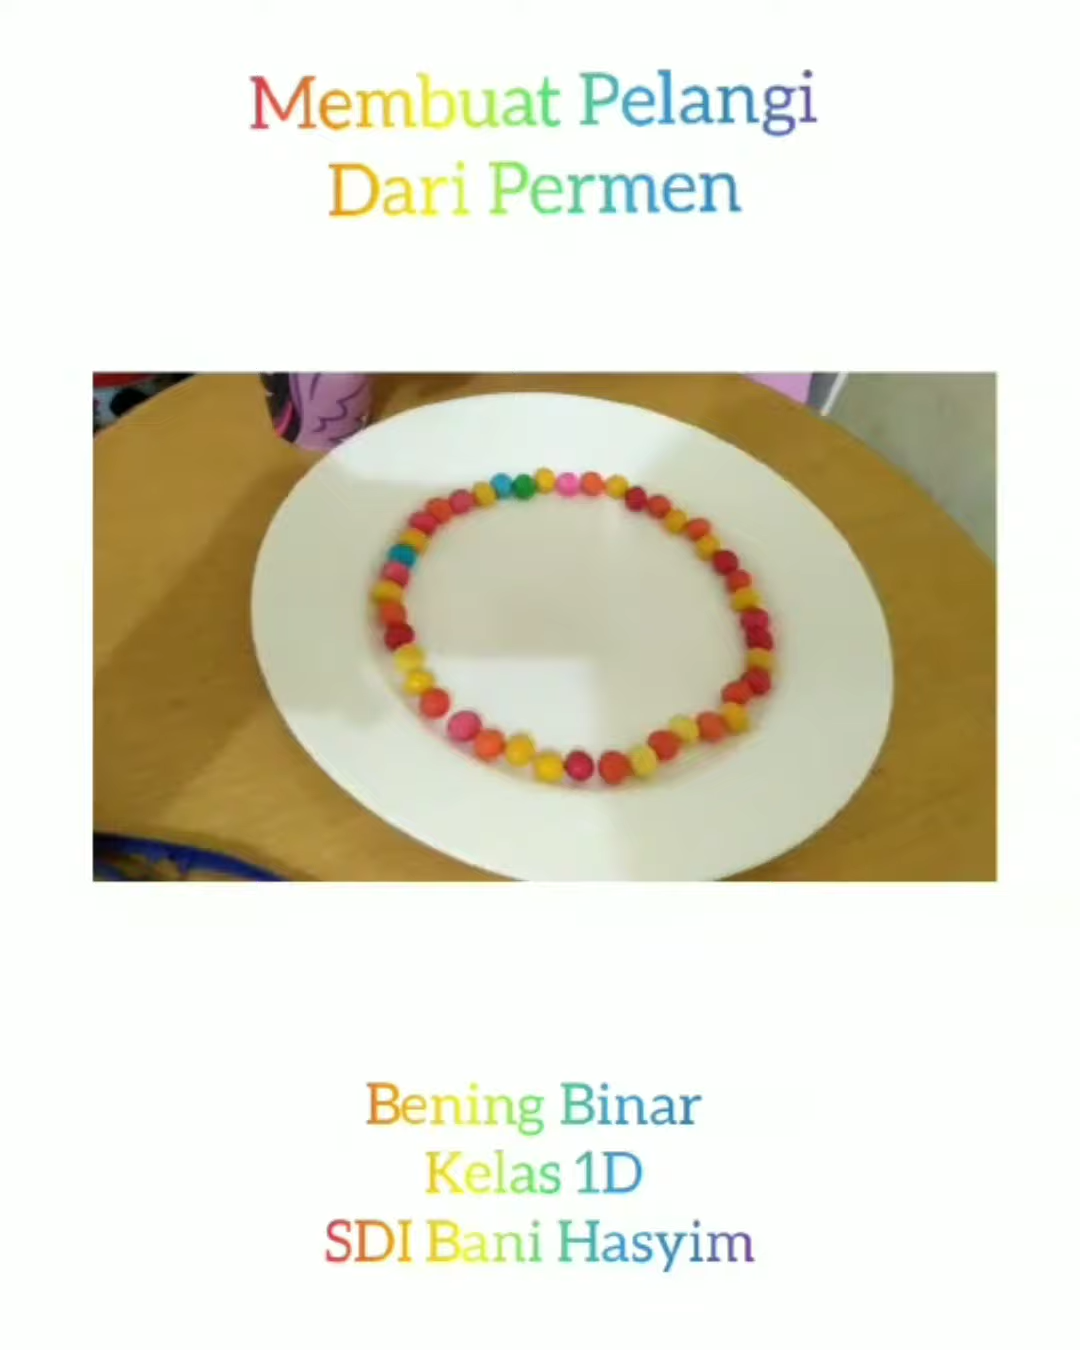 Membuat Pelangi
Dari Permen
Bening Binar
Kelas 1D
SDI Bani Hasyim